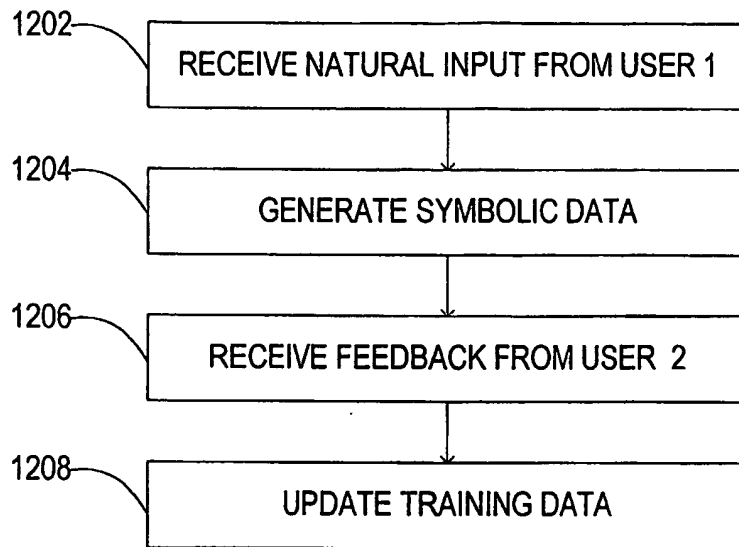 1202
RECEIVE NATURAL INPUT FROM USER 1
1204
GENERATE SYMBOLIC DATA
1206
RECEIVE FEEDBACK FROM USER 2
1208
UPDATE TRAINING DATA